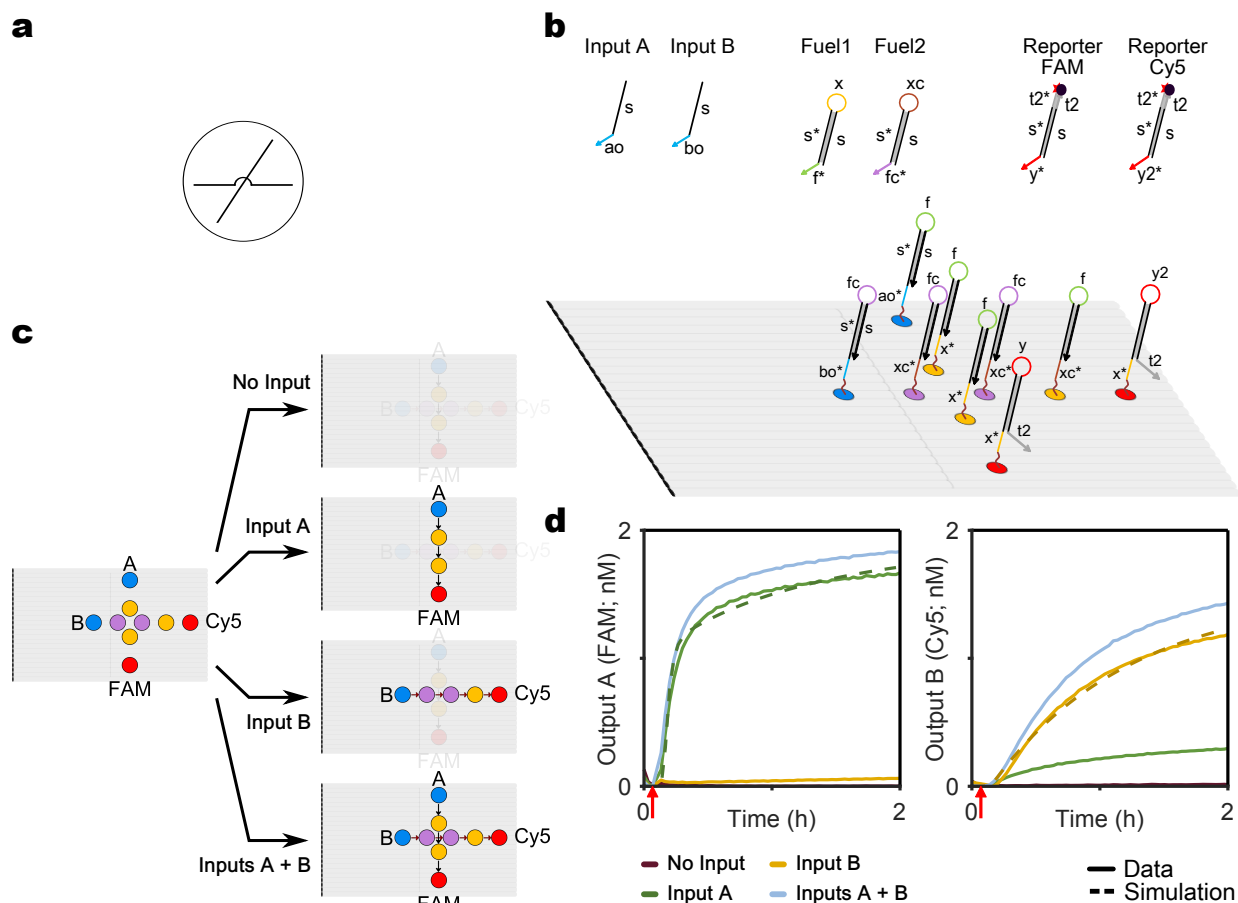 a
b
Input A
Input B
Fuel1
Fuel2
Reporter
FAM
Reporter
Cy5
s
ao
s
bo
x
s*
s
f*
xc
s*
s
fc*
t2*
t2
s*
s
y*
t2*
t2
s*
s
y2*
f
s*
s
ao*
fc
s*
s
bo*
fc
xc*
f
x*
f
x*
fc
xc*
y
x*
t2
f
xc*
y2
x*
t2
c
A
B
Cy5
FAM
No Input
A
B
Cy5
FAM
Input A
A
B
Cy5
FAM
Input B
A
B
Cy5
FAM
Inputs A + B
A
B
Cy5
FAM
d
Output A (FAM; nM)
2
0
0
2
Time (h)
Output B (Cy5; nM)
2
0
0
2
Time (h)
No Input
Input A
Input B
Inputs A + B
Data
Simulation